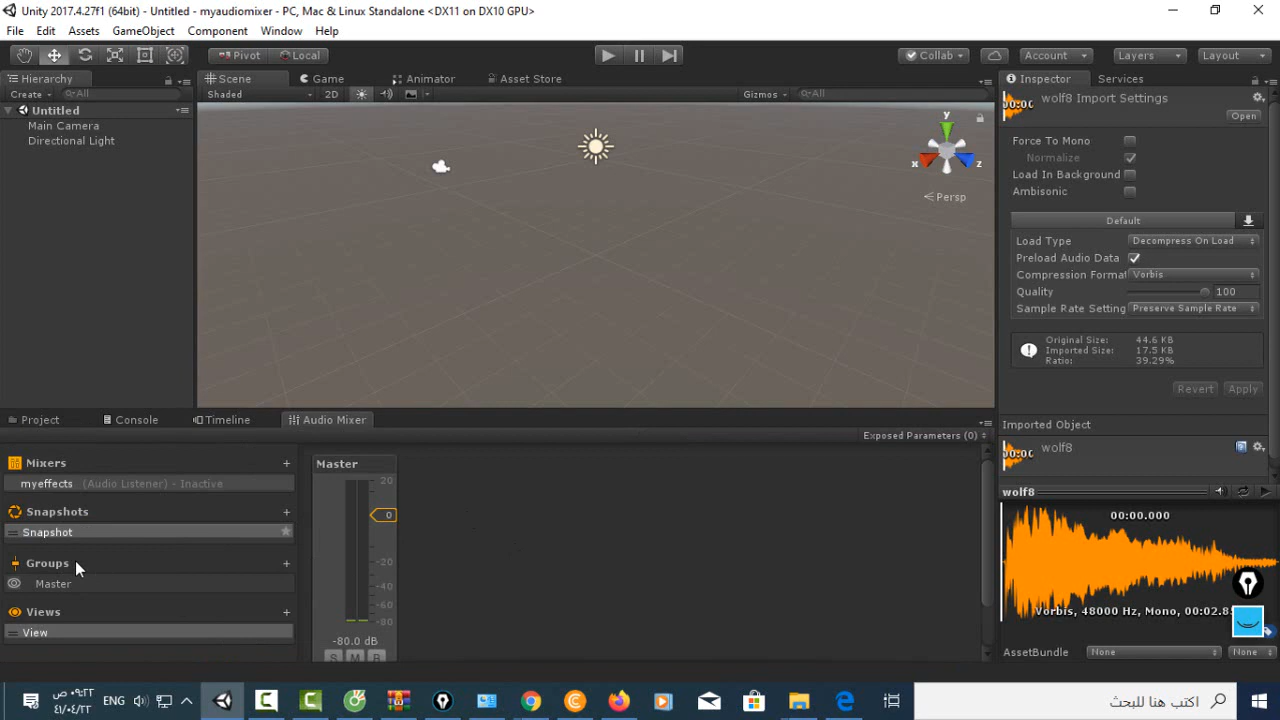 Unity 2017.4.27f1 (64bit) - Untitled - myaudiomixer - PC, Mac & Linux Standalone <DX11 on DX10 GPU>
File Edit Assets GameObject Component Window Help
Pivot Local Collab Account Layers Layout
Hierarchy Scene Game Animator Asset Store Inspector Services
Create All Shaded 2D Gizmos All
wolf8 Import Settings
Open
Untitled
Main Camera
Directional Light
y
x
z
Persp
Force To Mono
Normalize
Load In Background
Ambisonic
Default
Load Type Decompress On Load
Preload Audio Data
Compression Format Vorbis
Quality 100
Sample Rate Setting Preserve Sample Rate
Original Size: 44.6 KB
Imported Size: 17.5 KB
Ratio: 39.29%
Revert Apply
Imported Object
wolf8
wolf8
00:00.000
Vorbis, 48000 Hz, Mono, 00:02.8
AssetBundle None None
Project Console Timeline Audio Mixer
Exposed Parameters (0)
Mixers
myeffects (Audio Listener) - Inactive
Snapshots
Snapshot
Groups
Master
Views
View
Master
20
0
-20
-40
-60
-80
-80.0 dB
S M B
ENG
اكتب هنا للبحث